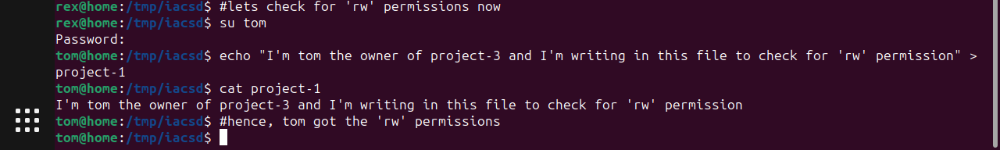 rex@home:/tmp/iacsd$ #lets check for 'rw' permissions now
rex@home:/tmp/iacsd$ su tom
Password:
tom@home:/tmp/iacsd$ echo "I'm tom the owner of project-3 and I'm writing in this file to check for 'rw' permission" >
project-1
tom@home:/tmp/iacsd$ cat project-1
I'm tom the owner of project-3 and I'm writing in this file to check for 'rw' permission
tom@home:/tmp/iacsd$ #hence, tom got the 'rw' permissions
tom@home:/tmp/iacsd$